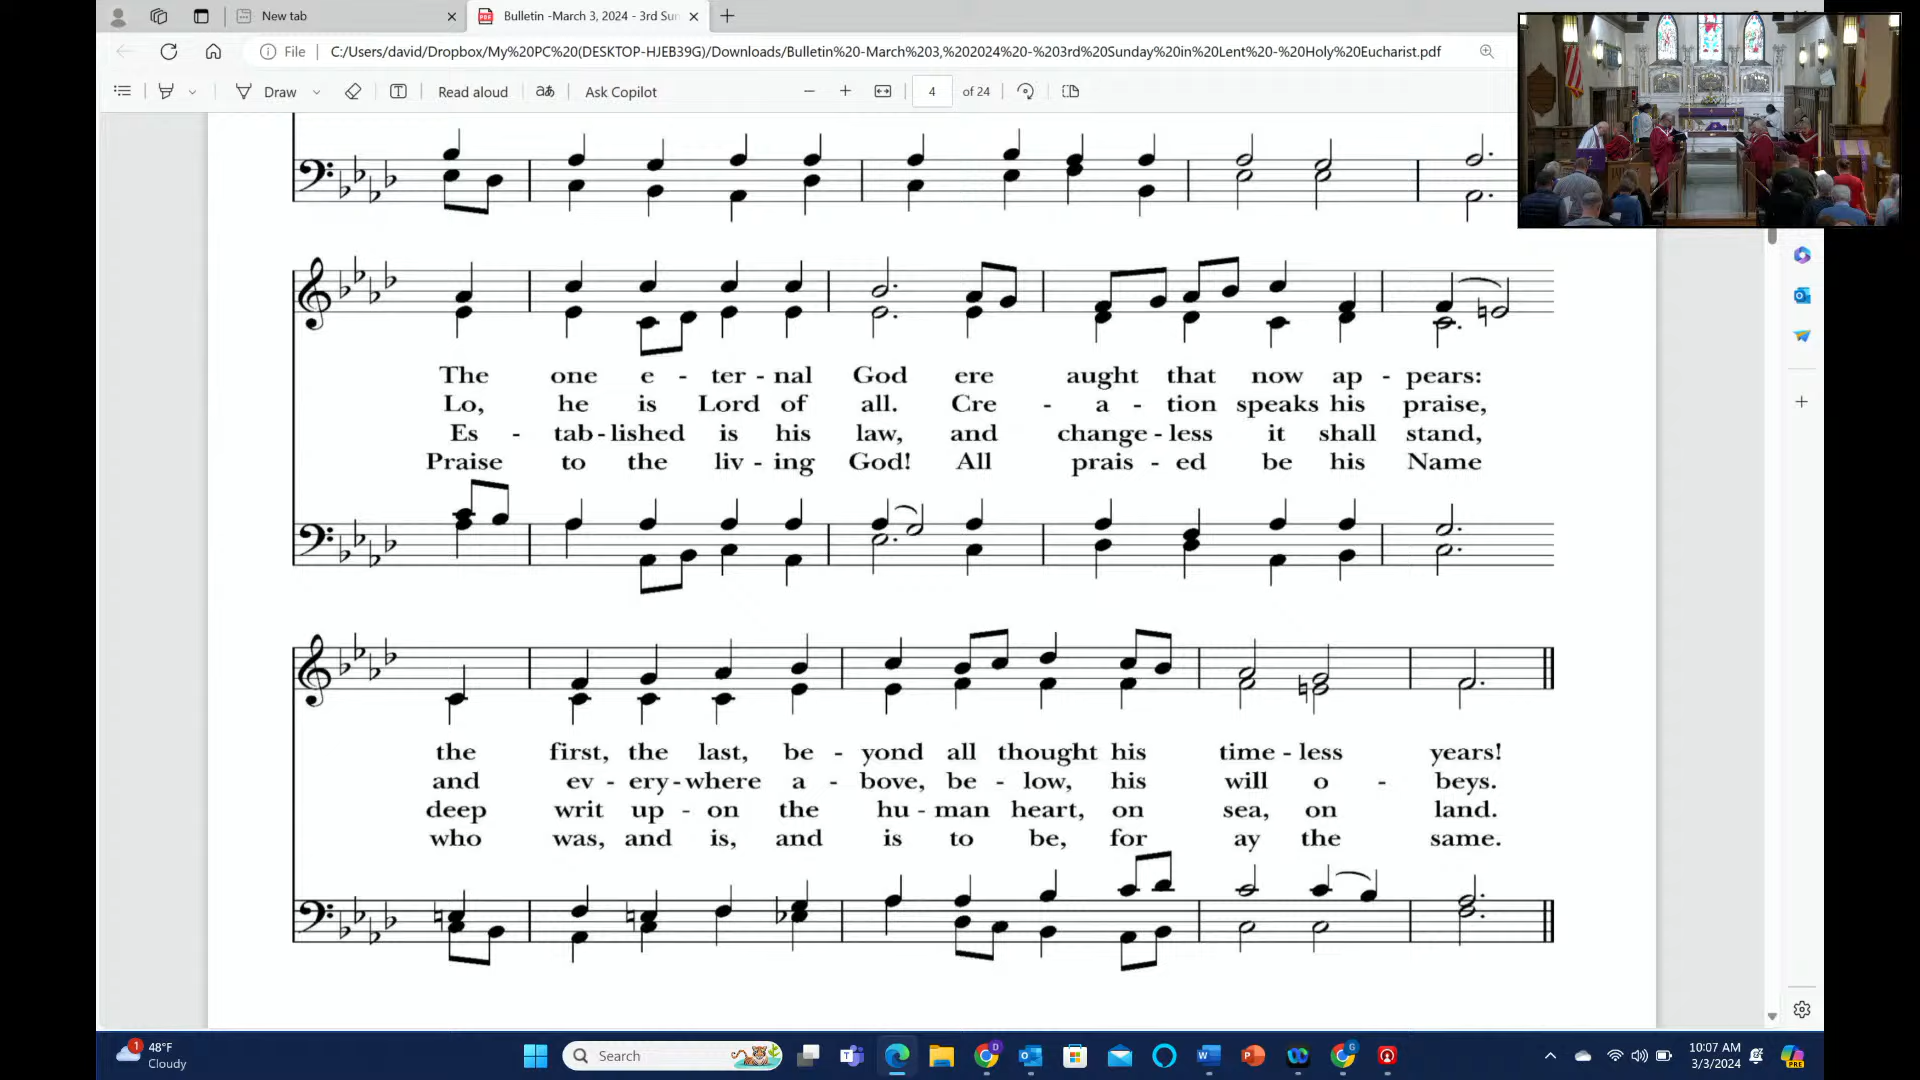 New tab
Bulletin -March 3, 2024 - 3rd Sun
File C:/Users/david/Dropbox/My%20PC%20(DESKTOP-HJEB39G)/Downloads/Bulletin%20-March%203,%202024%20-%203rd%20Sunday%20in%20Lent%20-%20Holy%20Eucharist.pdf
Draw Read aloud Ask Copilot 4 of 24
The one e - ter - nal God ere aught that now ap - pears:
Lo, he is Lord of all. Cre - a - tion speaks his praise,
Es - tab - lished is his law, and change - less it shall stand,
Praise to the liv - ing God! All prais - ed be his Name
the first, the last, be - yond all thought his time - less years!
and ev - ery - where a - bove, be - low, his will o - beys.
deep writ up - on the hu - man heart, on sea, on land.
who was, and is, and is to be, for ay the same.
1 48°F
Cloudy
Search
10:07 AM
3/3/2024